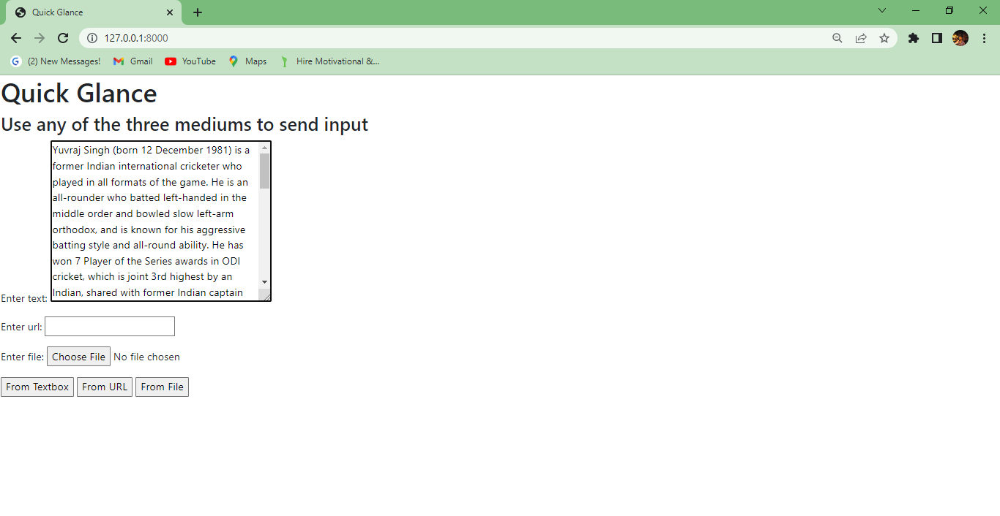 Quick Glance
127.0.0.1:8000
(2) New Messages! Gmail YouTube Maps Hire Motivational &...
Quick Glance
Use any of the three mediums to send input
Yuvraj Singh (born 12 December 1981) is a
former Indian international cricketer who
played in all formats of the game. He is an
all-rounder who batted left-handed in the
middle order and bowled slow left-arm
orthodox, and is known for his aggressive
batting style and all-round ability. He has
won 7 Player of the Series awards in ODI
cricket, which is joint 3rd highest by an
Indian, shared with former Indian captain
Enter text:
Enter url:
Enter file: Choose File No file chosen
From Textbox From URL From File